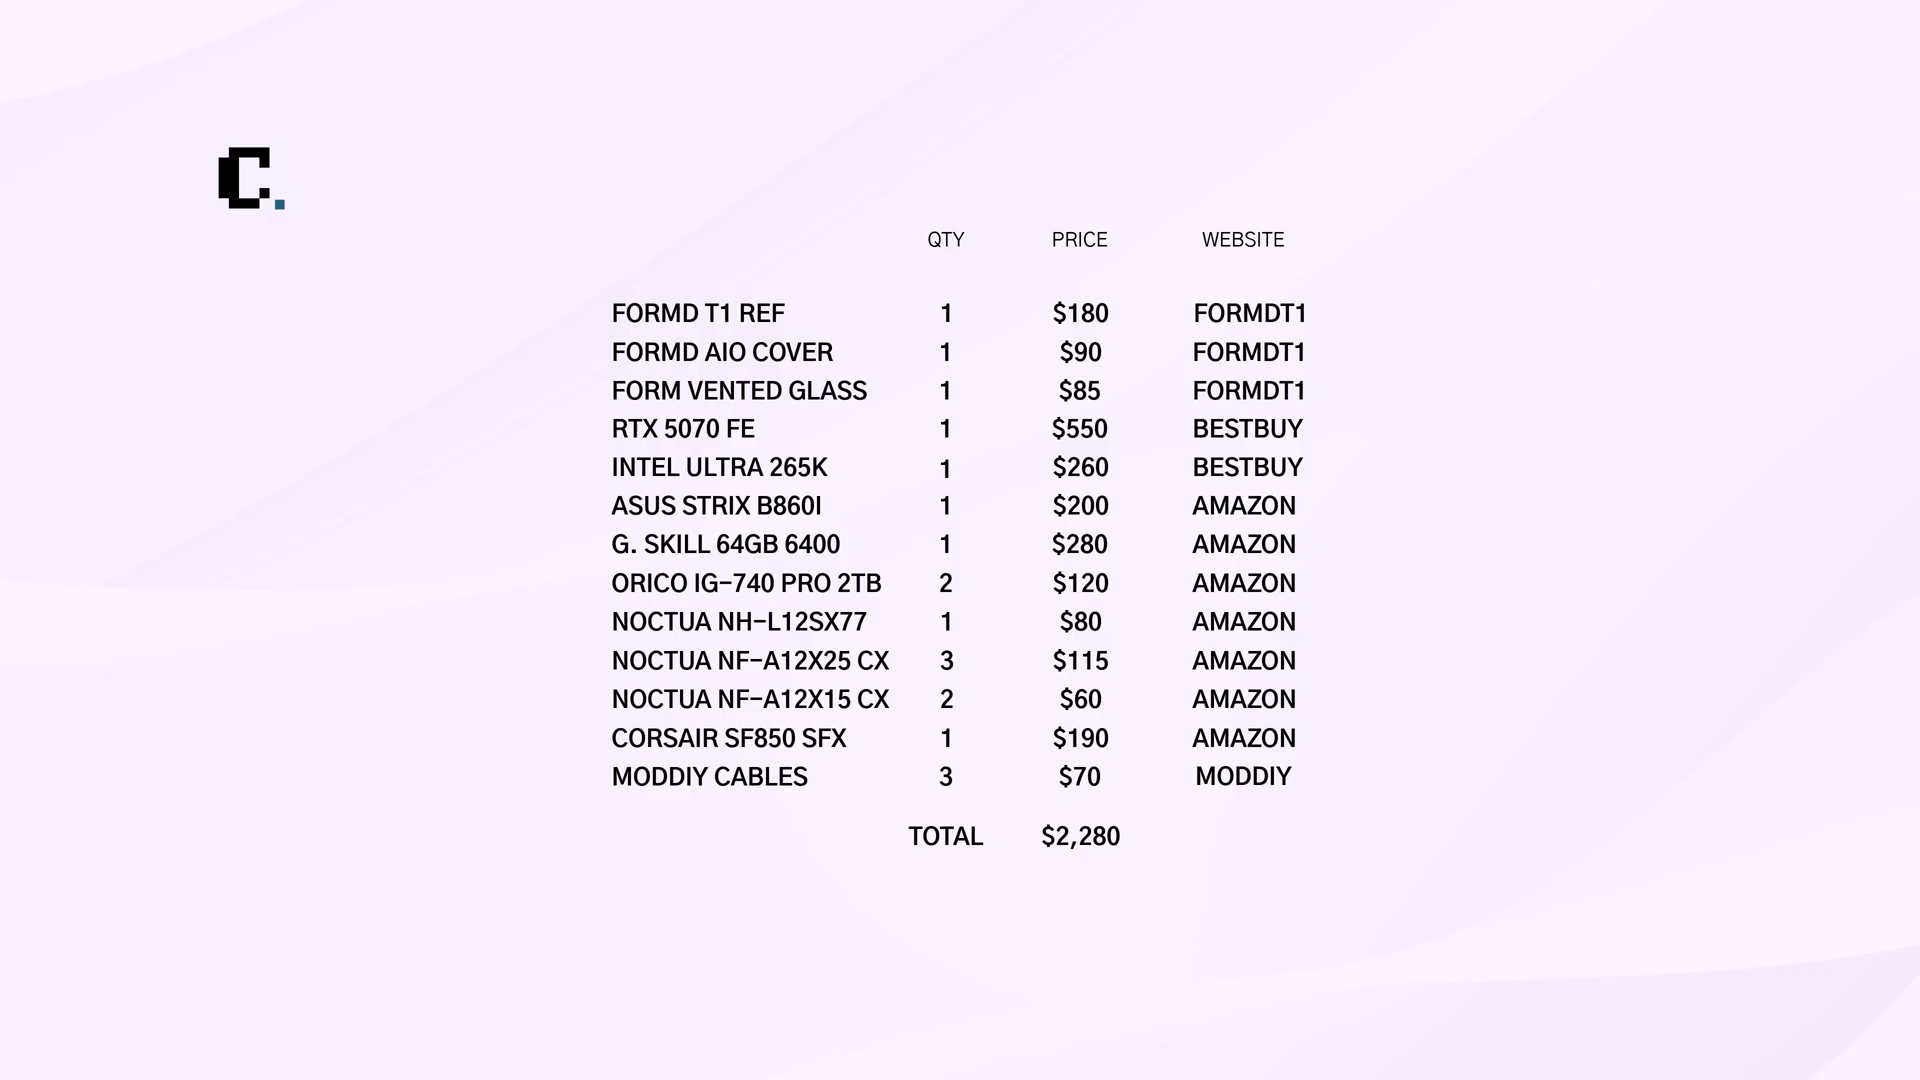 C.
QTY PRICE WEBSITE
FORMD T1 REF 1 $180 FORMDT1
FORMD AIO COVER 1 $90 FORMDT1
FORM VENTED GLASS 1 $85 FORMDT1
RTX 5070 FE 1 $550 BESTBUY
INTEL ULTRA 265K 1 $260 BESTBUY
ASUS STRIX B860I 1 $200 AMAZON
G. SKILL 64GB 6400 1 $280 AMAZON
ORICO IG-740 PRO 2TB 2 $120 AMAZON
NOCTUA NH-L12SX77 1 $80 AMAZON
NOCTUA NF-A12X25 CX 3 $115 AMAZON
NOCTUA NF-A12X15 CX 2 $60 AMAZON
CORSAIR SF850 SFX 1 $190 AMAZON
MODDIY CABLES 3 $70 MODDIY
TOTAL $2,280